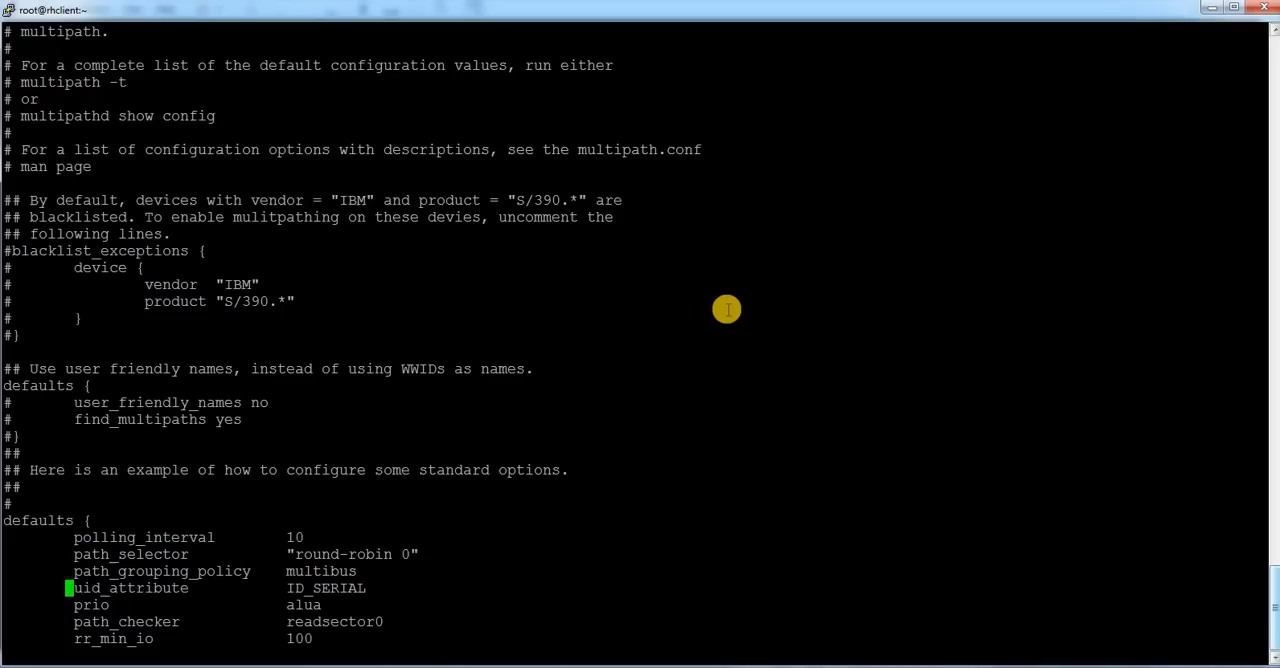 root@rhclient:~
# multipath.
#
# For a complete list of the default configuration values, run either
# multipath -t
# or
# multipathd show config
#
# For a list of configuration options with descriptions, see the multipath.conf
# man page

## By default, devices with vendor = "IBM" and product = "S/390.*" are
## blacklisted. To enable mulitpathing on these devies, uncomment the
## following lines.
#blacklist_exceptions {
#       device {
#               vendor  "IBM"
#               product "S/390.*"
#       }
#}

## Use user friendly names, instead of using WWIDs as names.
defaults {
#       user_friendly_names no
#       find_multipaths yes
#}
##
## Here is an example of how to configure some standard options.
##
#
defaults {
        polling_interval        10
        path_selector           "round-robin 0"
        path_grouping_policy    multibus
        uid_attribute           ID_SERIAL
        prio                    alua
        path_checker            readsector0
        rr_min_io               100